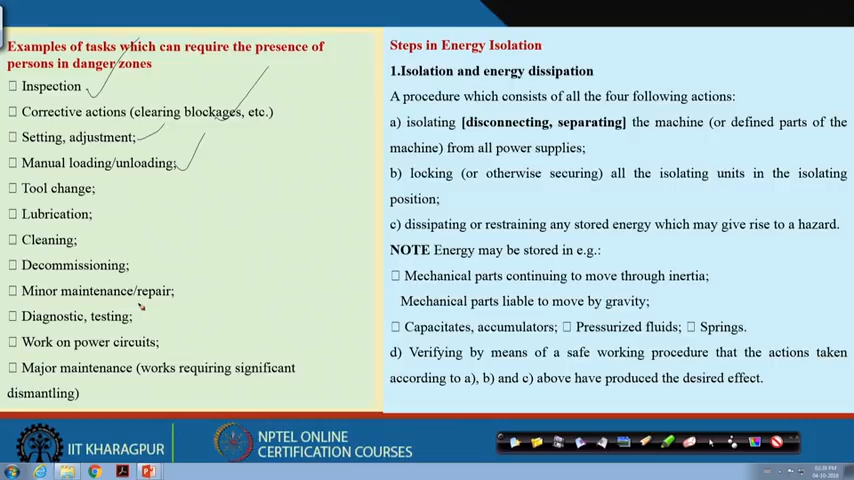 Examples of tasks which can require the presence of
persons in danger zones
Inspection
Corrective actions (clearing blockages, etc.)
Setting, adjustment;
Manual loading/unloading;
Tool change;
Lubrication;
Cleaning;
Decommissioning;
Minor maintenance/repair;
Diagnostic, testing;
Work on power circuits;
Major maintenance (works requiring significant
dismantling)
Steps in Energy Isolation
1.Isolation and energy dissipation
A procedure which consists of all the four following actions:
a) isolating [disconnecting, separating] the machine (or defined parts of the
machine) from all power supplies;
b) locking (or otherwise securing) all the isolating units in the isolating
position;
c) dissipating or restraining any stored energy which may give rise to a hazard.
NOTE Energy may be stored in e.g.:
Mechanical parts continuing to move through inertia;
Mechanical parts liable to move by gravity;
Capacitates, accumulators; Pressurized fluids; Springs.
d) Verifying by means of a safe working procedure that the actions taken
according to a), b) and c) above have produced the desired effect.
IIT KHARAGPUR
NPTEL ONLINE
CERTIFICATION COURSES